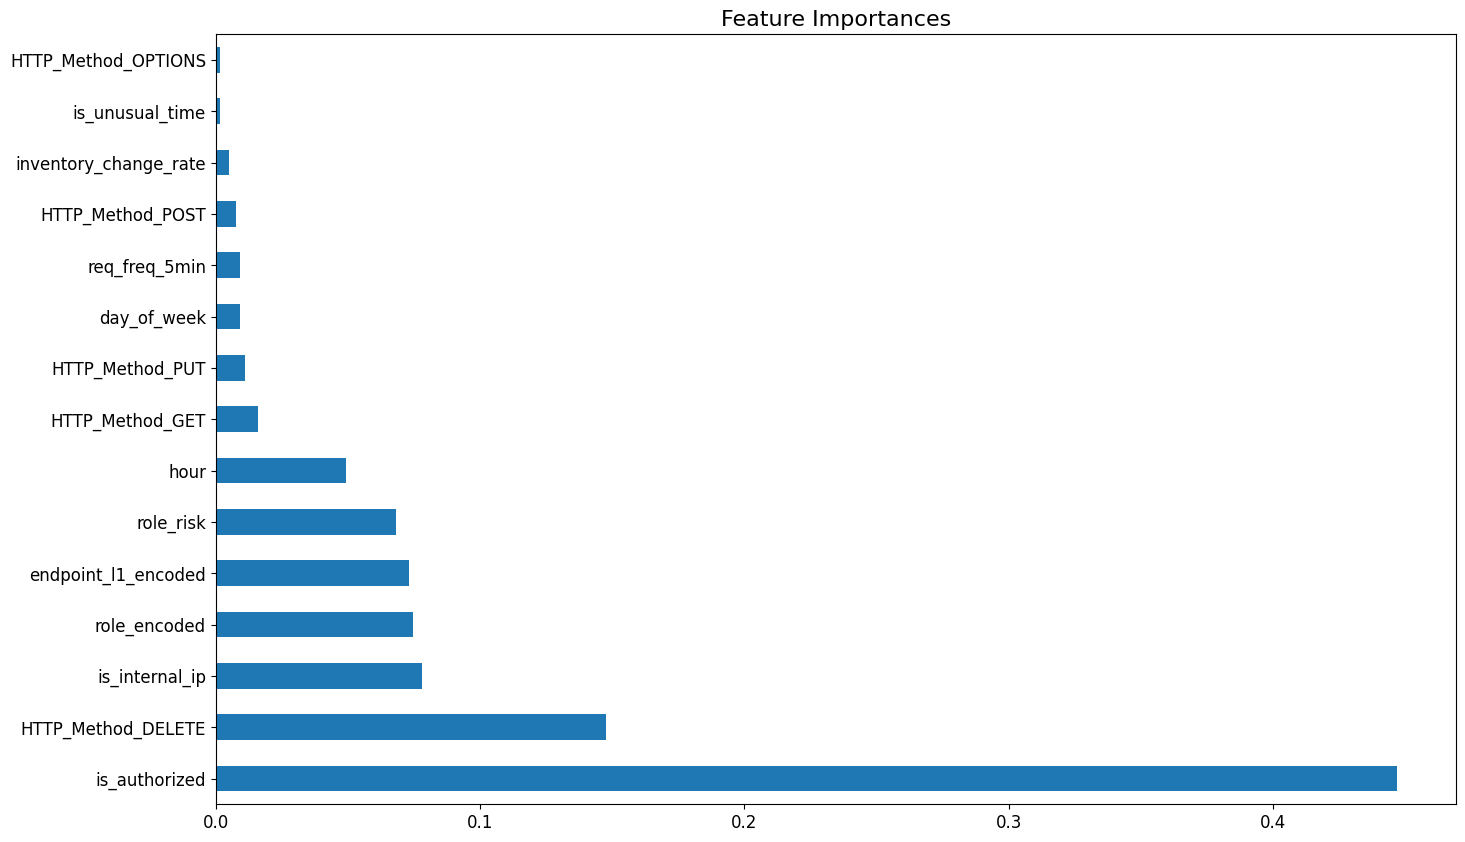 Feature Importances
HTTP_Method_OPTIONS
is_unusual_time
inventory_change_rate
HTTP_Method_POST
req_freq_5min
day_of_week
HTTP_Method_PUT
HTTP_Method_GET
hour
role_risk
endpoint_l1_encoded
role_encoded
is_internal_ip
HTTP_Method_DELETE
is_authorized
0.0 0.1 0.2 0.3 0.4